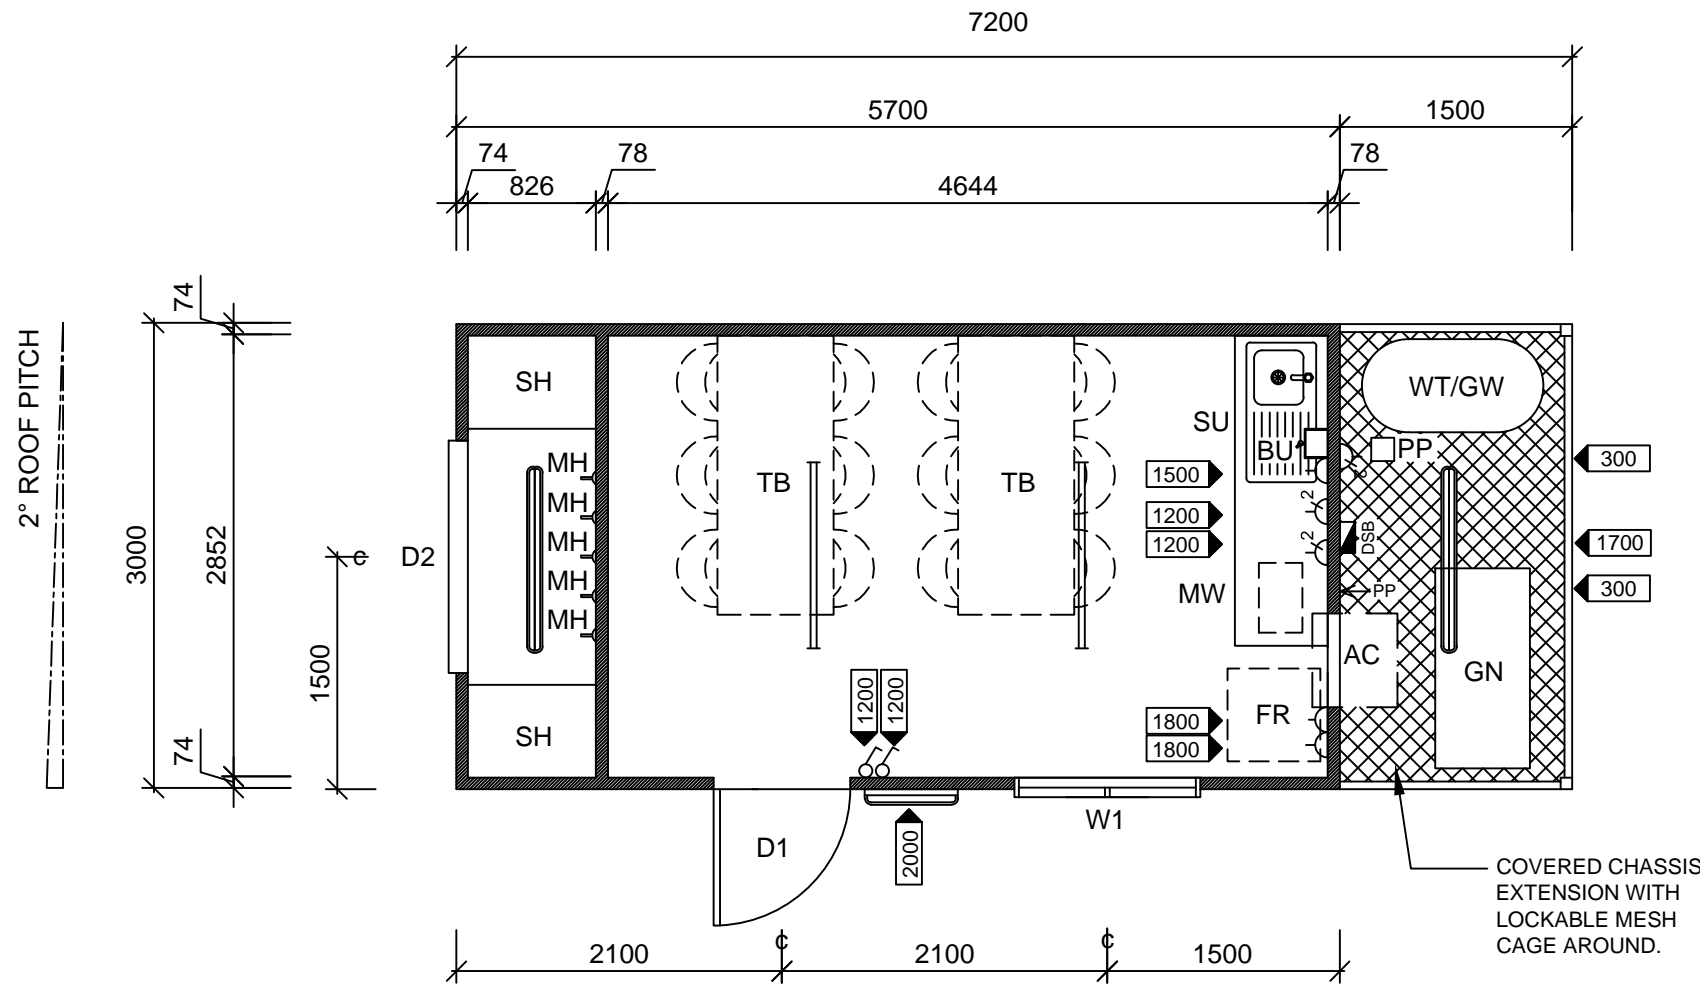 7200
5700
1500
74
78
78
826
4644
2° ROOF PITCH
3000
2852
74
74
1500
c
D2
SH
MH
MH
MH
MH
MH
SH
TB
TB
SU
BU
1500
1200
1200
2
2
2
MW
FR
1800
1800
1200
1200
2000
WT/GW
PP
DSB
PP
AC
GN
300
1700
300
D1
W1
COVERED CHASSIS
EXTENSION WITH
LOCKABLE MESH
CAGE AROUND.
c
c
2100
2100
1500